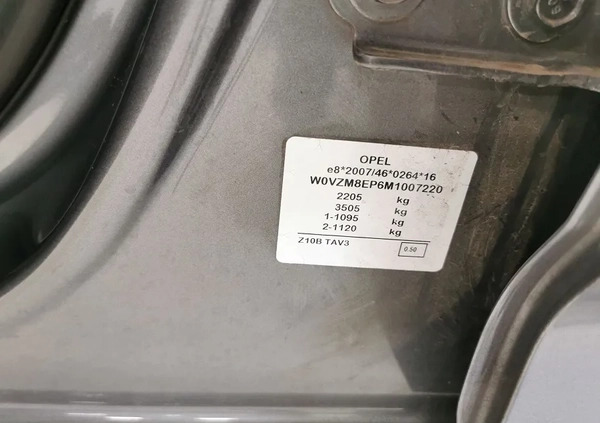 OPEL
e8*2007/46*0264*16
W0VZM8EP6M1007220
2205 kg
3505 kg
1-1095 kg
2-1120 kg
Z10B TAV3 0.50